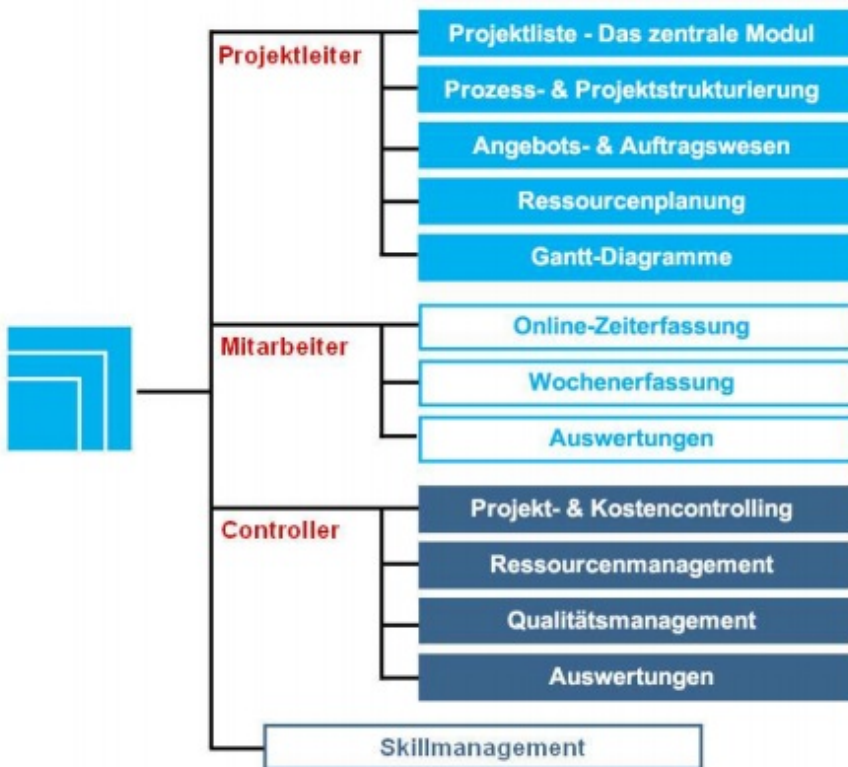 Projektleiter
Projektliste - Das zentrale Modul
Prozess- & Projektstrukturierung
Angebots- & Auftragswesen
Ressourcenplanung
Gantt-Diagramme
Mitarbeiter
Online-Zeiterfassung
Wochenerfassung
Auswertungen
Controller
Projekt- & Kostencontrolling
Ressourcenmanagement
Qualitätsmanagement
Auswertungen
Skillmanagement